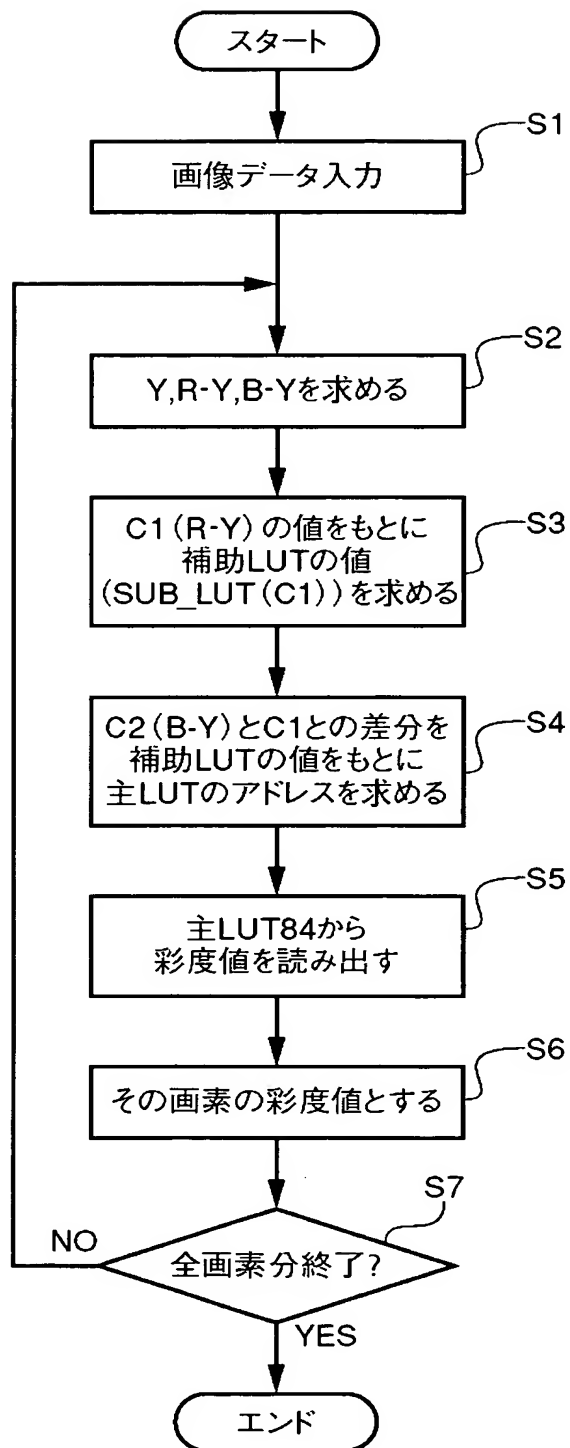 スタート
S1
画像データ入力
S2
Y,R-Y,B-Yを求める
S3
C1(R-Y)の値をもとに
補助LUTの値
(SUB_LUT(C1))を求める
S4
C2(B-Y)とC1との差分を
補助LUTの値をもとに
主LUTのアドレスを求める
S5
主LUT84から
彩度値を読み出す
S6
その画素の彩度値とする
S7
NO
全画素分終了?
YES
エンド